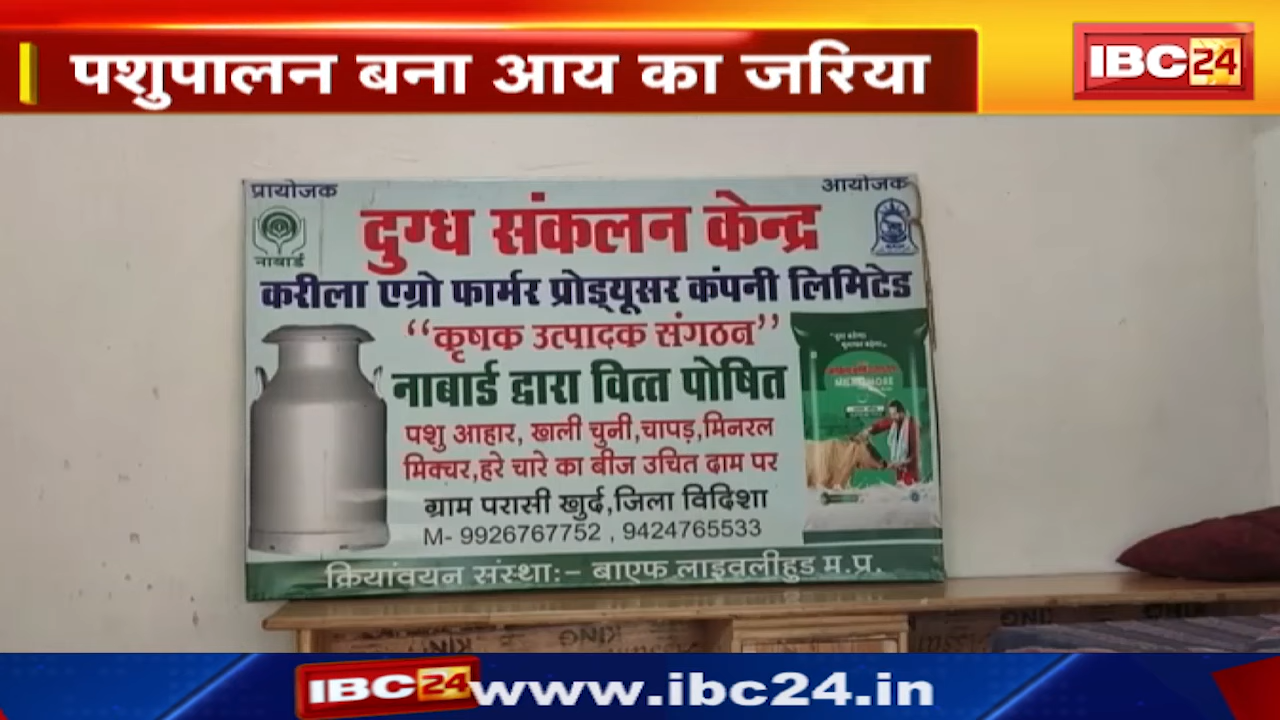 पशुपालन बना आय का जरिया
IBC24
प्रायोजक
आयोजक
नाबार्ड
दुग्ध संकलन केन्द्र
करीला एग्रो फार्मर प्रोड्यूसर कंपनी लिमिटेड
“कृषक उत्पादक संगठन”
नाबार्ड द्वारा वित्त पोषित
पशु आहार, खली चुनी,चापड़,मिनरल
मिक्चर,हरे चारे का बीज उचित दाम पर
ग्राम परासी खुर्द,जिला विदिशा
M- 9926767752 , 9424765533
क्रियांवयन संस्था:– बाएफ लाइवलीहुड म.प्र.
KING
KING
IBC24 www.ibc24.in